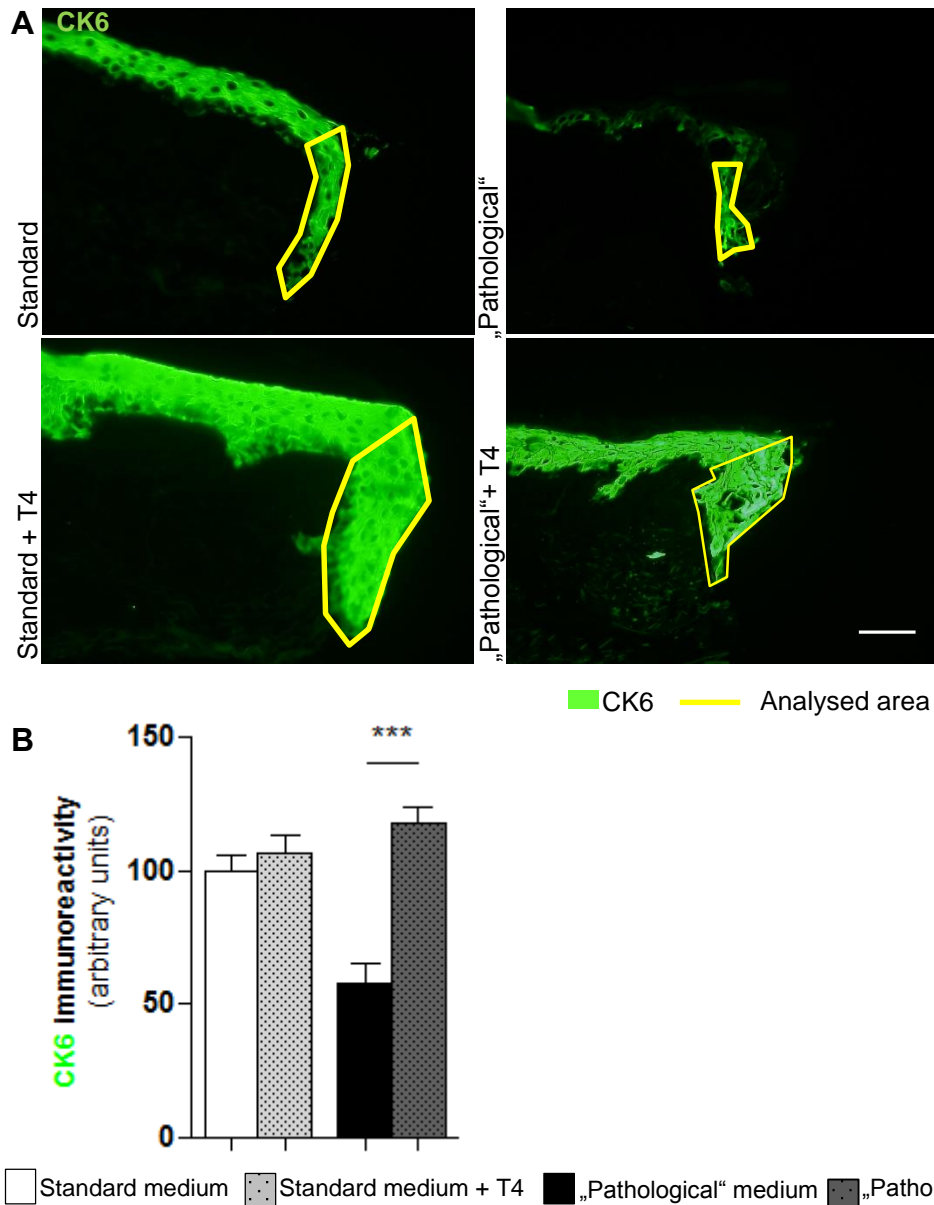 A
CK6
Standard
„Pathological“
Standard + T4
„Pathological“+ T4
CK6
Analysed area
B
150
***
100
50
0
CK6 Immunoreactivity
(arbitrary units)
Standard medium
Standard medium + T4
„Pathological“ medium
„Patho